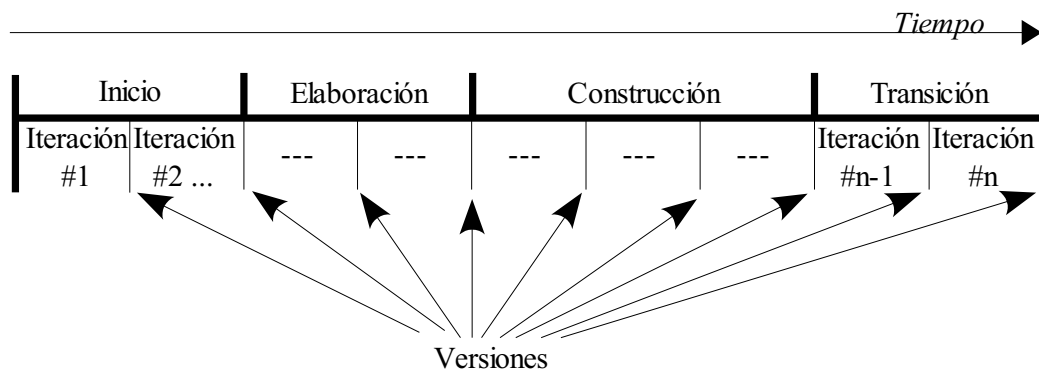 Tiempo
Inicio Elaboración Construcción Transición
Iteración Iteración --- --- --- --- --- Iteración Iteración
#1 #2 ... #n-1 #n
Versiones